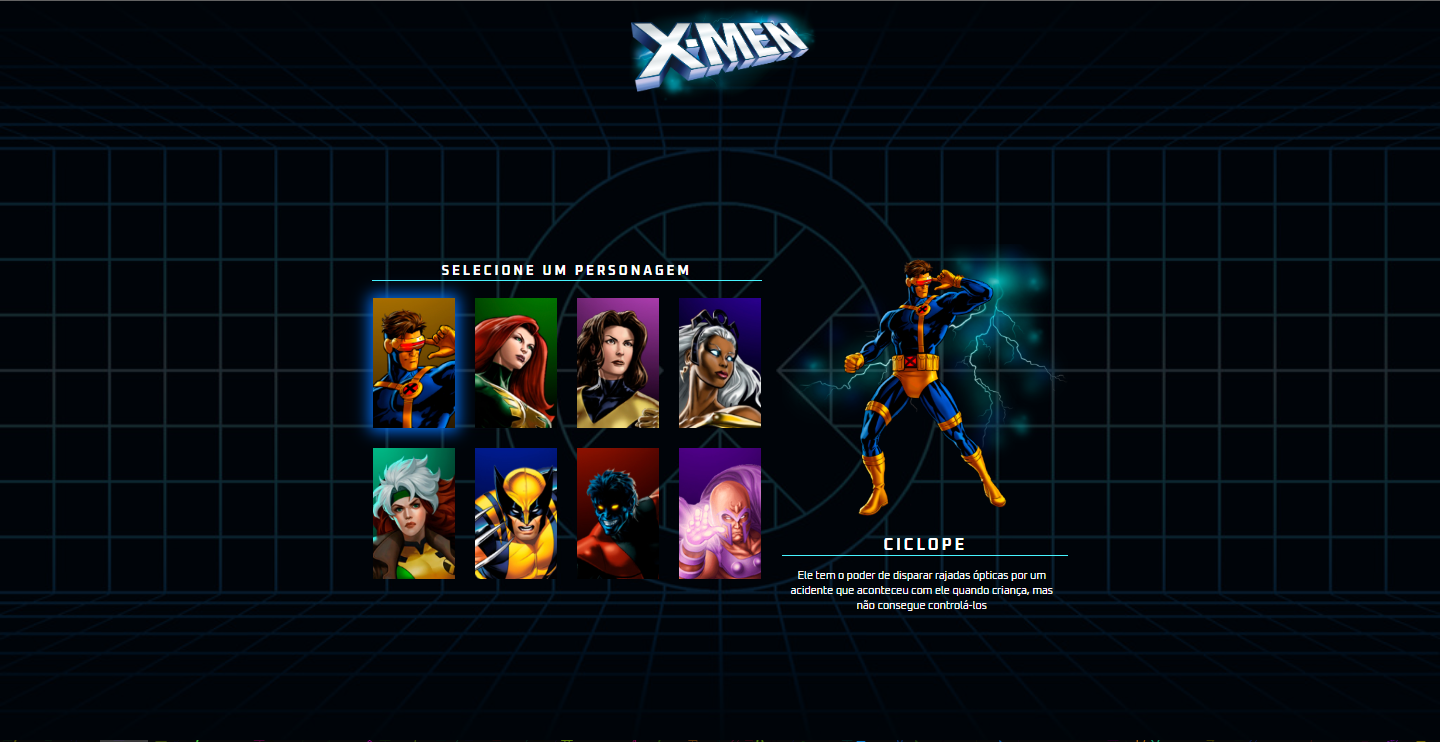 X-MEN
SELECIONE UM PERSONAGEM
CICLOPE
Ele tem o poder de disparar rajadas ópticas por um
acidente que aconteceu com ele quando criança, mas
não consegue controlá-los